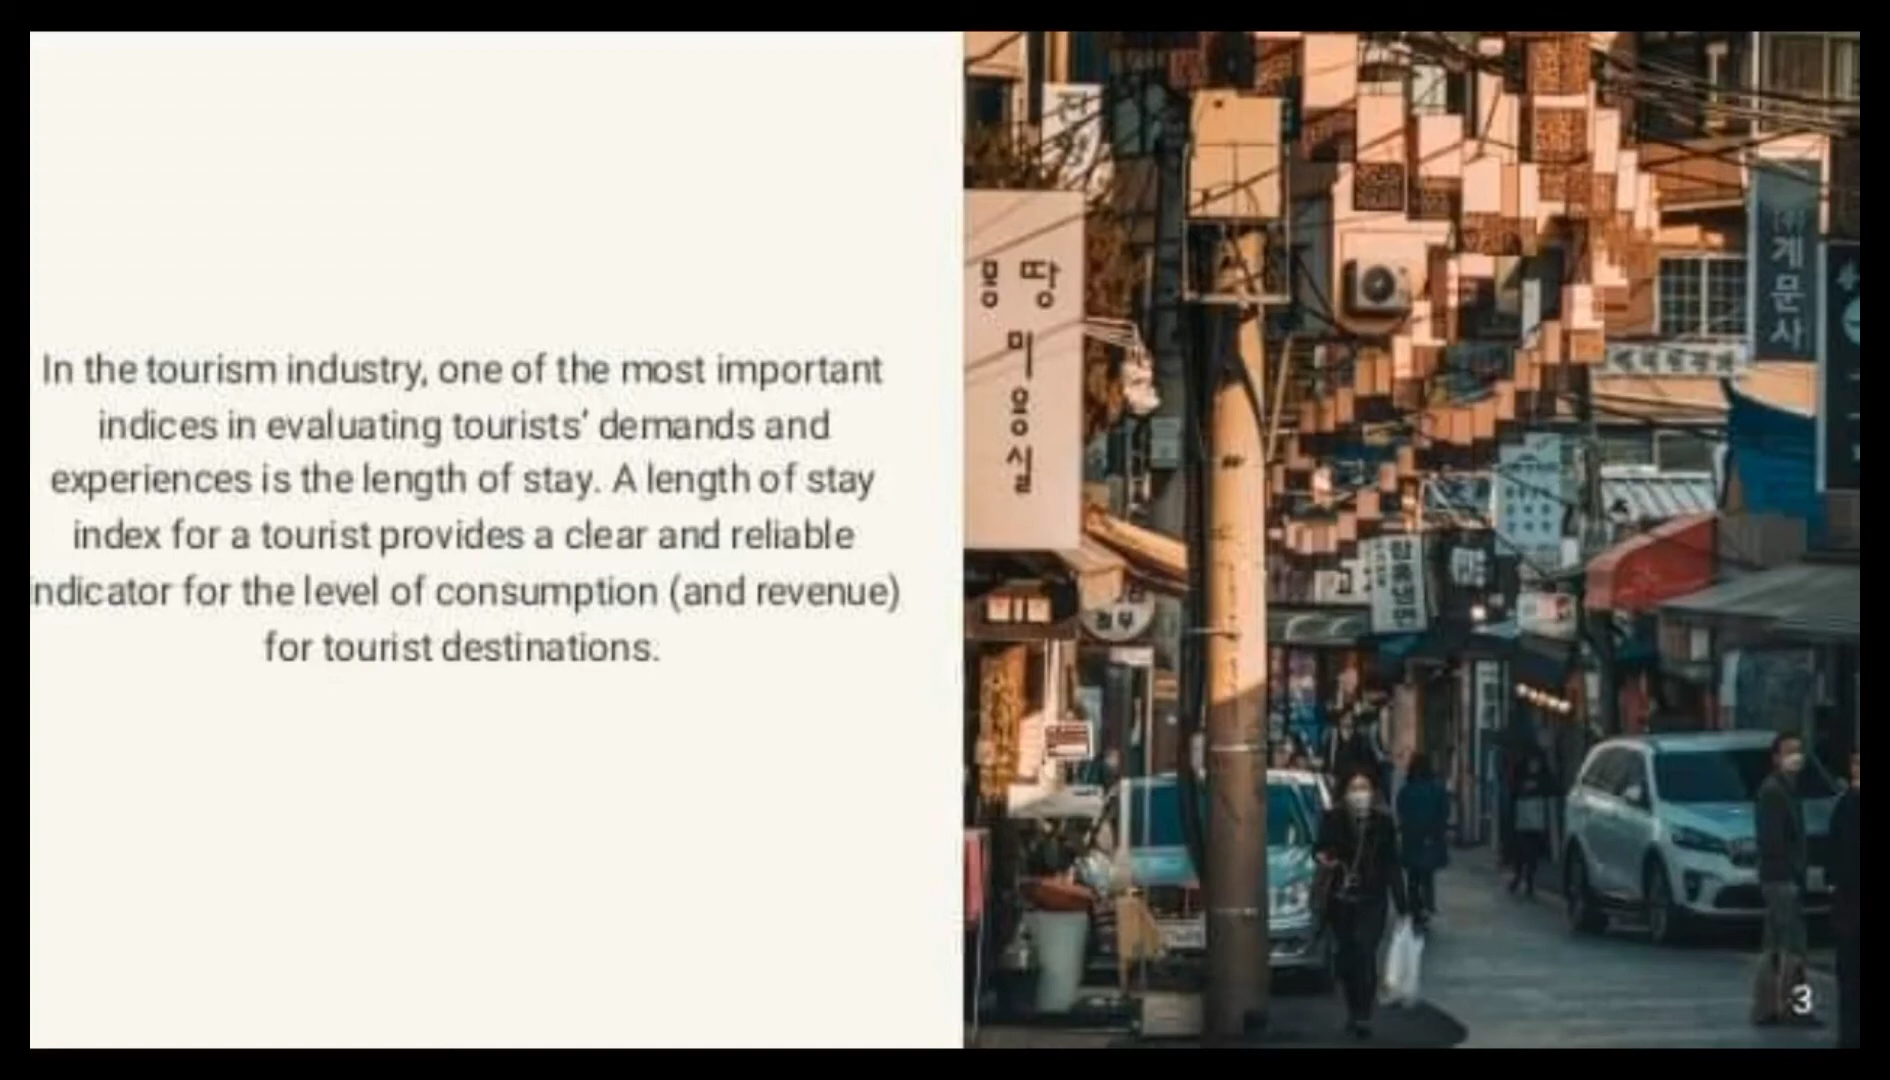 In the tourism industry, one of the most important
indices in evaluating tourists' demands and
experiences is the length of stay. A length of stay
index for a tourist provides a clear and reliable
ndicator for the level of consumption (and revenue)
for tourist destinations.
미용실
계문사
3